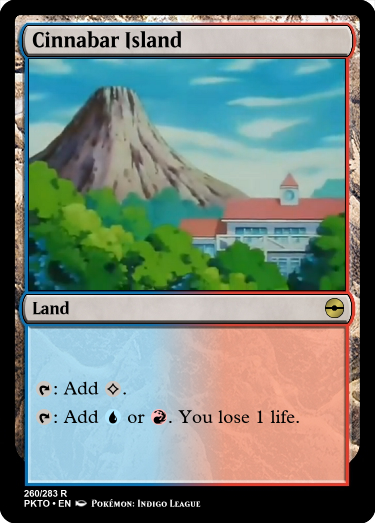 Cinnabar Island
Land
: Add .
: Add or . You lose 1 life.
260/283 R
PKTO • EN Pokémon: Indigo League